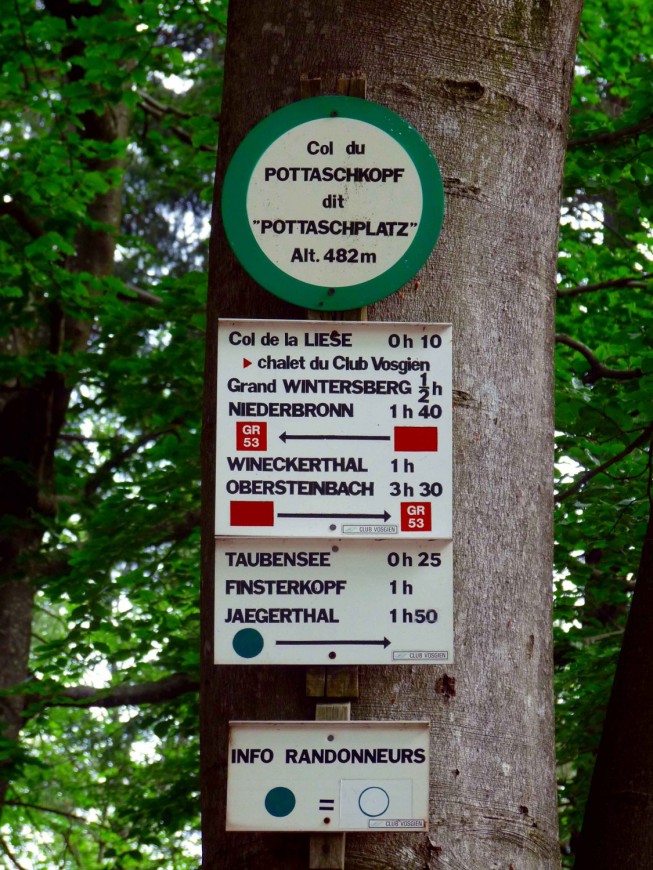 Col du
POTTASCHKOPF
dit
"POTTASCHPLATZ"
Alt. 482 m
Col de la LIESE 0h 10
chalet du Club Vosgien
Grand WINTERSBERG 1/2 h
NIEDERBRONN 1h 40
GR
53
WINECKERTHAL 1h
OBERSTEINBACH 3h 30
GR
53
CLUB VOSGIEN
TAUBENSEE 0h 25
FINSTERKOPF 1h
JAEGERTHAL 1h50
CLUB VOSGIEN
INFO RANDONNEURS
=
CLUB VOSGIEN